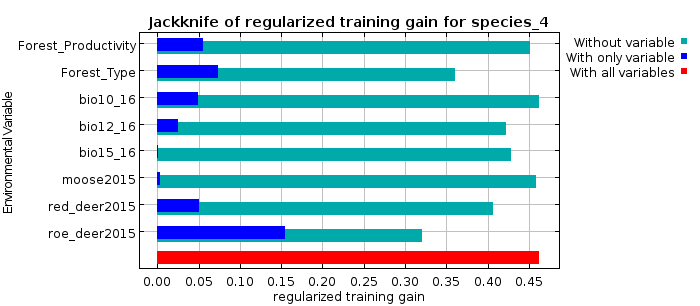 Jackknife of regularized training gain for species_4
Without variable
With only variable
With all variables
Environmental Variable
Forest_Productivity
Forest_Type
bio10_16
bio12_16
bio15_16
moose2015
red_deer2015
roe_deer2015
0.00 0.05 0.10 0.15 0.20 0.25 0.30 0.35 0.40 0.45
regularized training gain